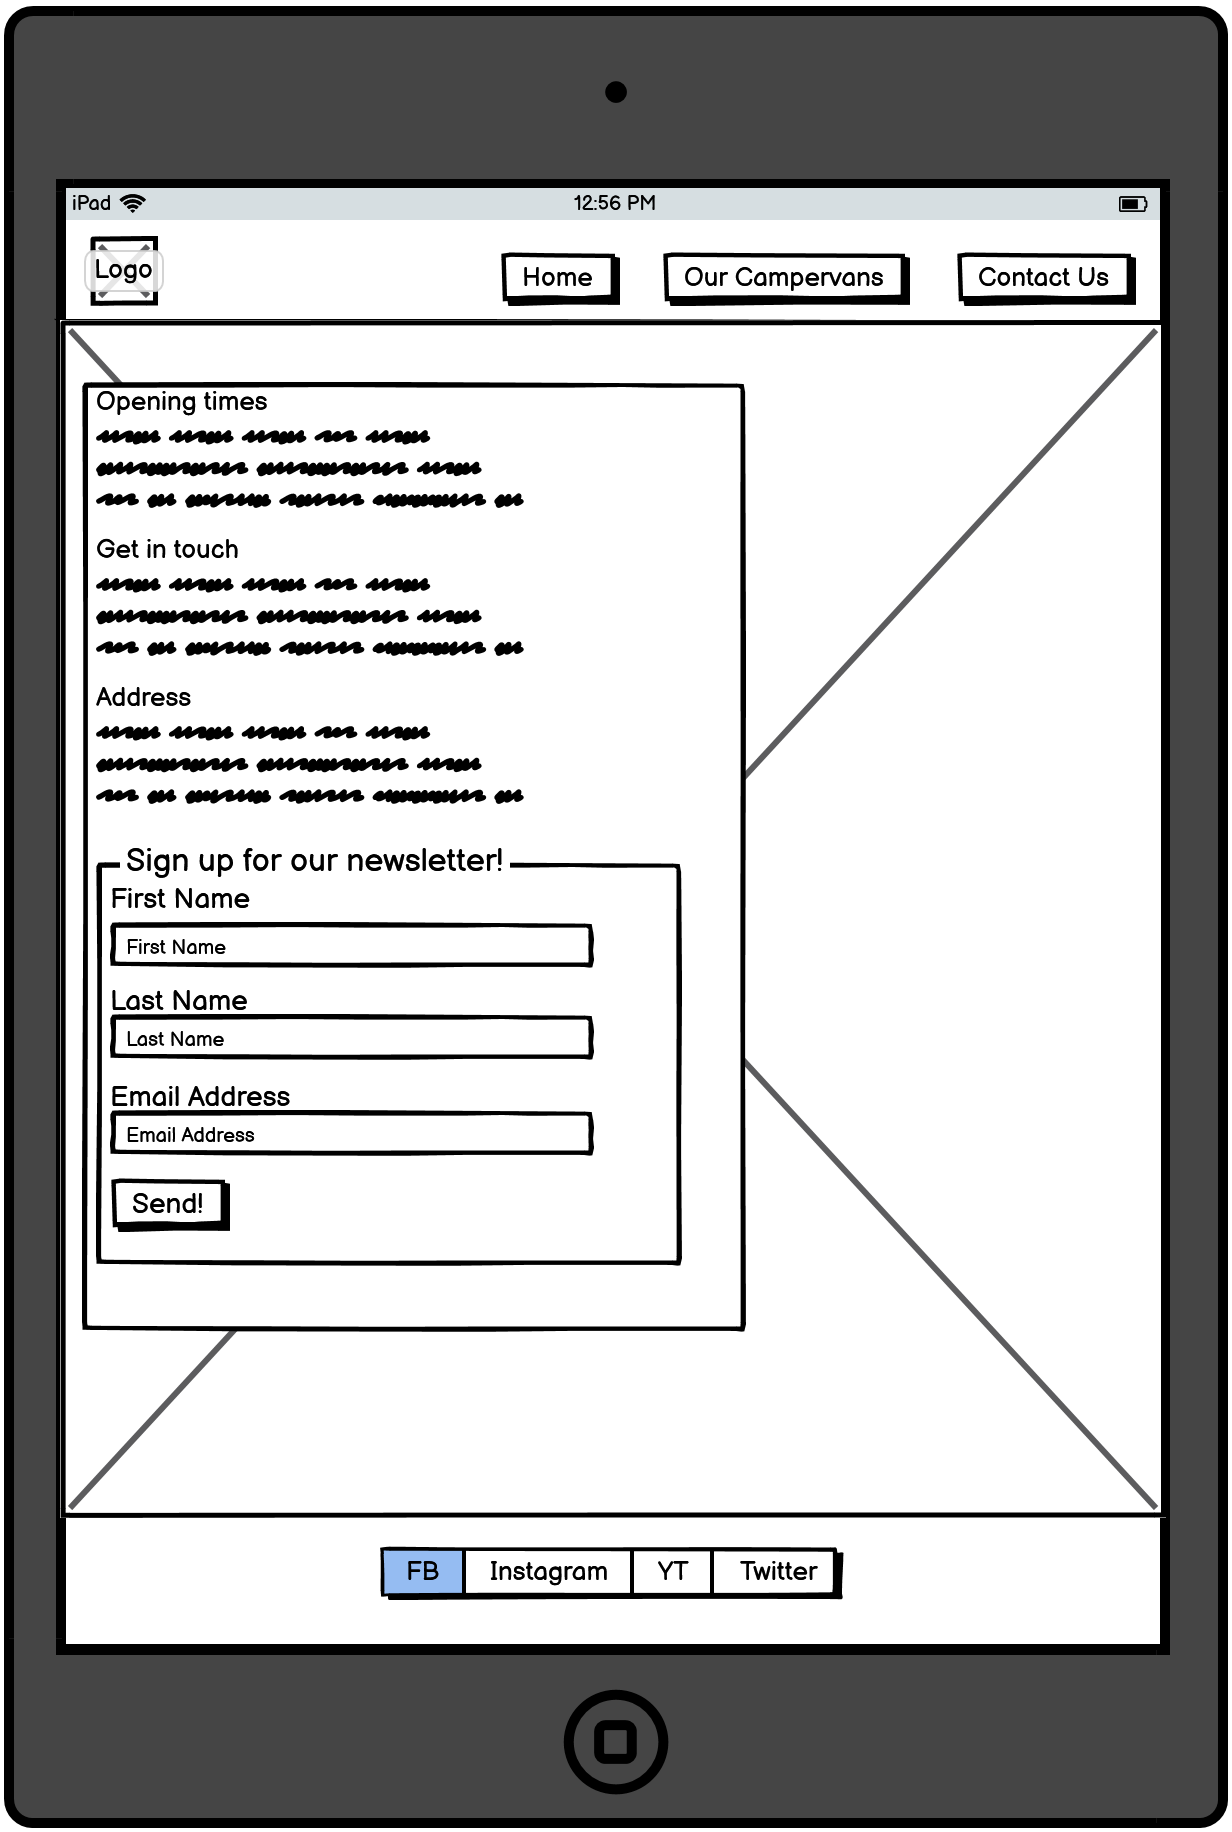 iPad 12:56 PM
Logo
Home Our Campervans Contact Us
Opening times
Get in touch
Address
Sign up for our newsletter!
First Name
First Name
Last Name
Last Name
Email Address
Email Address
Send!
FB Instagram YT Twitter